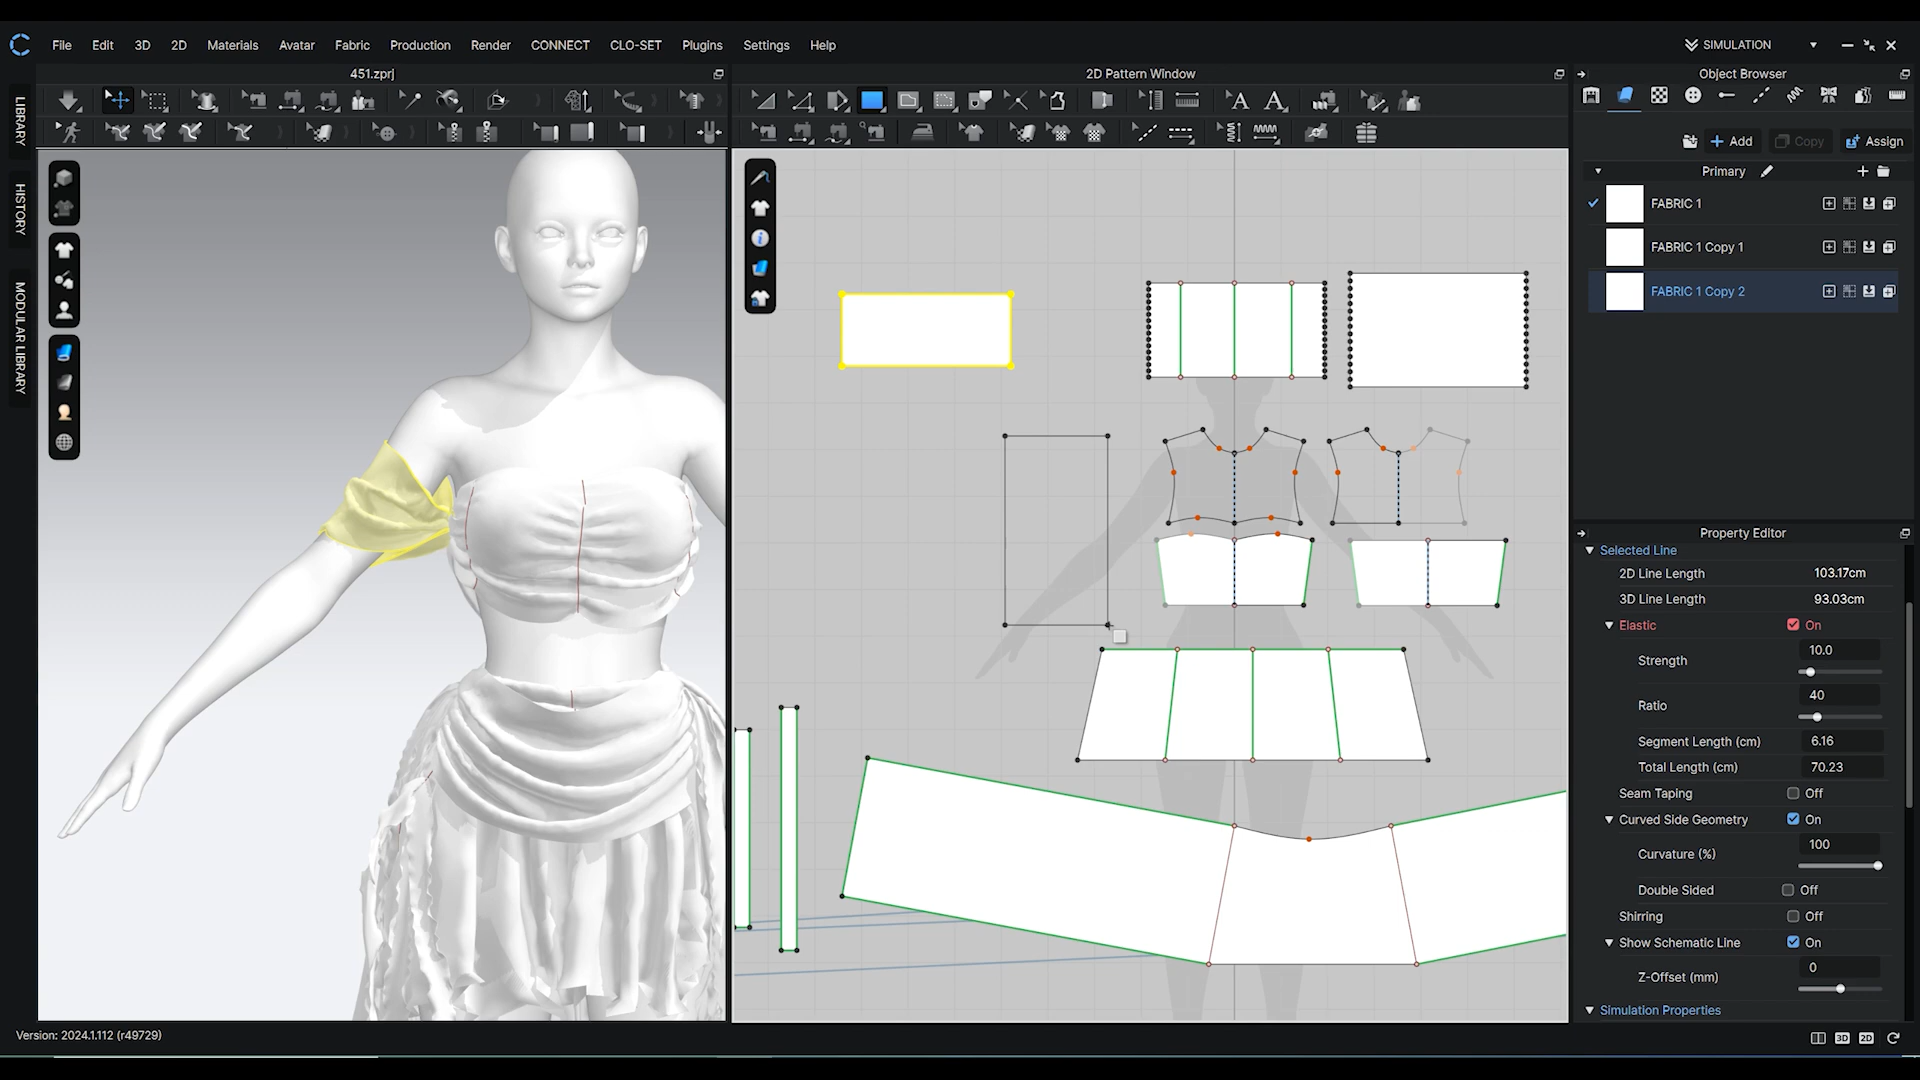 File Edit 3D 2D Materials Avatar Fabric Production Render CONNECT CLO-SET Plugins Settings Help
SIMULATION
451.zprj
2D Pattern Window
Object Browser
LIBRARY
HISTORY
MODULAR LIBRARY
Add
Copy
Assign
Primary
FABRIC 1
FABRIC 1 Copy 1
FABRIC 1 Copy 2
Property Editor
Selected Line
2D Line Length 103.17cm
3D Line Length 93.03cm
Elastic On
Strength 10.0
Ratio 40
Segment Length (cm) 6.16
Total Length (cm) 70.23
Seam Taping Off
Curved Side Geometry On
Curvature (%) 100
Double Sided Off
Shirring Off
Show Schematic Line On
Z-Offset (mm) 0
Simulation Properties
Version: 2024.1.112 (r49729)
3D 2D